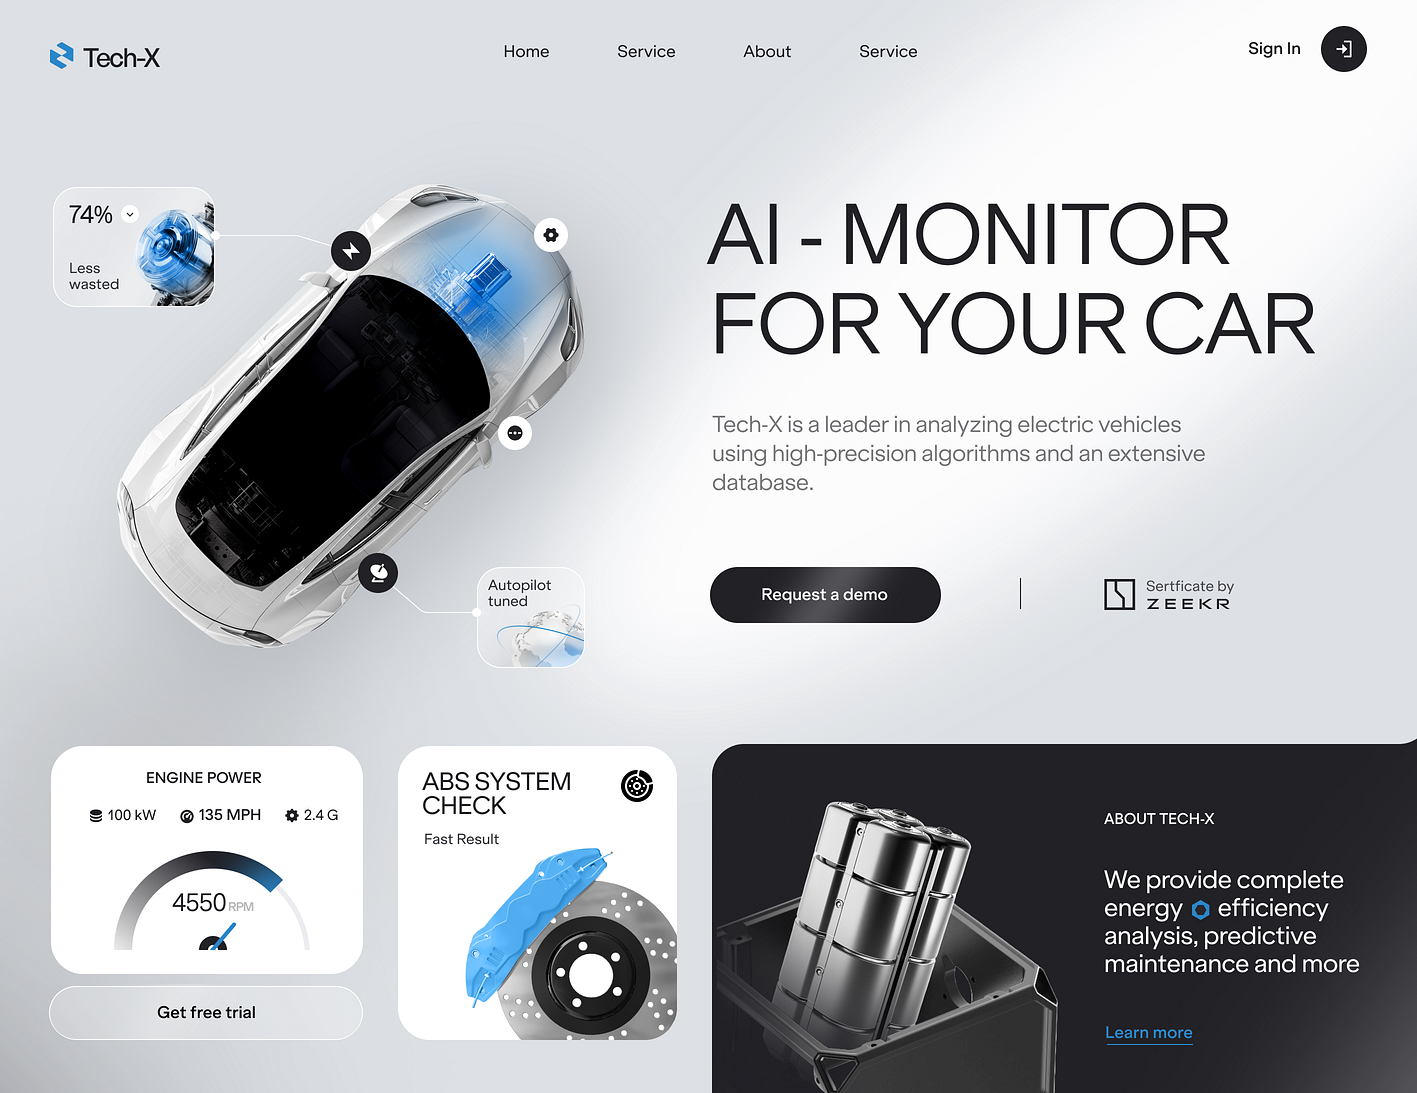 Tech-X
Home
Service
About
Service
Sign In
74%
Less
wasted
AI - MONITOR
FOR YOUR CAR
Tech-X is a leader in analyzing electric vehicles
using high-precision algorithms and an extensive
database.
Autopilot
tuned
Request a demo
Sertficate by
ZEEKR
ENGINE POWER
100 kW
135 MPH
2.4 G
4550 RPM
Get free trial
ABS SYSTEM
CHECK
Fast Result
ABOUT TECH-X
We provide complete
energy efficiency
analysis, predictive
maintenance and more
Learn more